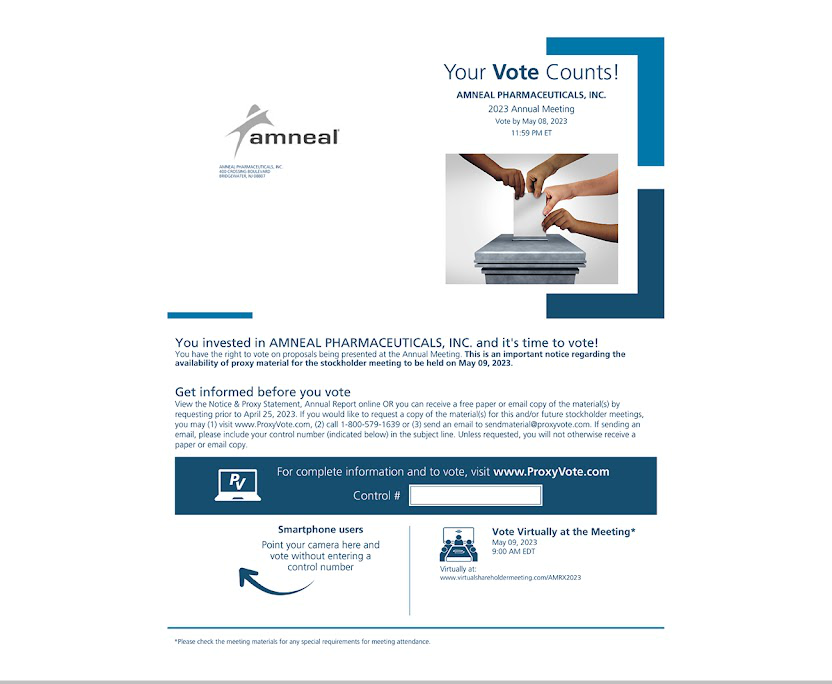 amneal
AMNEAL PHARMACEUTICALS, INC.
400 CROSSING BOULEVARD
BRIDGEWATER, NJ 08807
Your Vote Counts!
AMNEAL PHARMACEUTICALS, INC.
2023 Annual Meeting
Vote by May 08, 2023
11:59 PM ET
You invested in AMNEAL PHARMACEUTICALS, INC. and it's time to vote!
You have the right to vote on proposals being presented at the Annual Meeting. This is an important notice regarding the
availability of proxy material for the stockholder meeting to be held on May 09, 2023.
Get informed before you vote
View the Notice & Proxy Statement, Annual Report online OR you can receive a free paper or email copy of the material(s) by
requesting prior to April 25, 2023. If you would like to request a copy of the material(s) for this and/or future stockholder meetings,
you may (1) visit www.ProxyVote.com, (2) call 1-800-579-1639 or (3) send an email to sendmaterial@proxyvote.com. If sending an
email, please include your control number (indicated below) in the subject line. Unless requested, you will not otherwise receive a
paper or email copy.
PV
For complete information and to vote, visit www.ProxyVote.com
Control #
Smartphone users
Point your camera here and
vote without entering a
control number
Vote Virtually at the Meeting*
May 09, 2023
9:00 AM EDT
Virtually at:
www.virtualshareholdermeeting.com/AMRX2023
*Please check the meeting materials for any special requirements for meeting attendance.